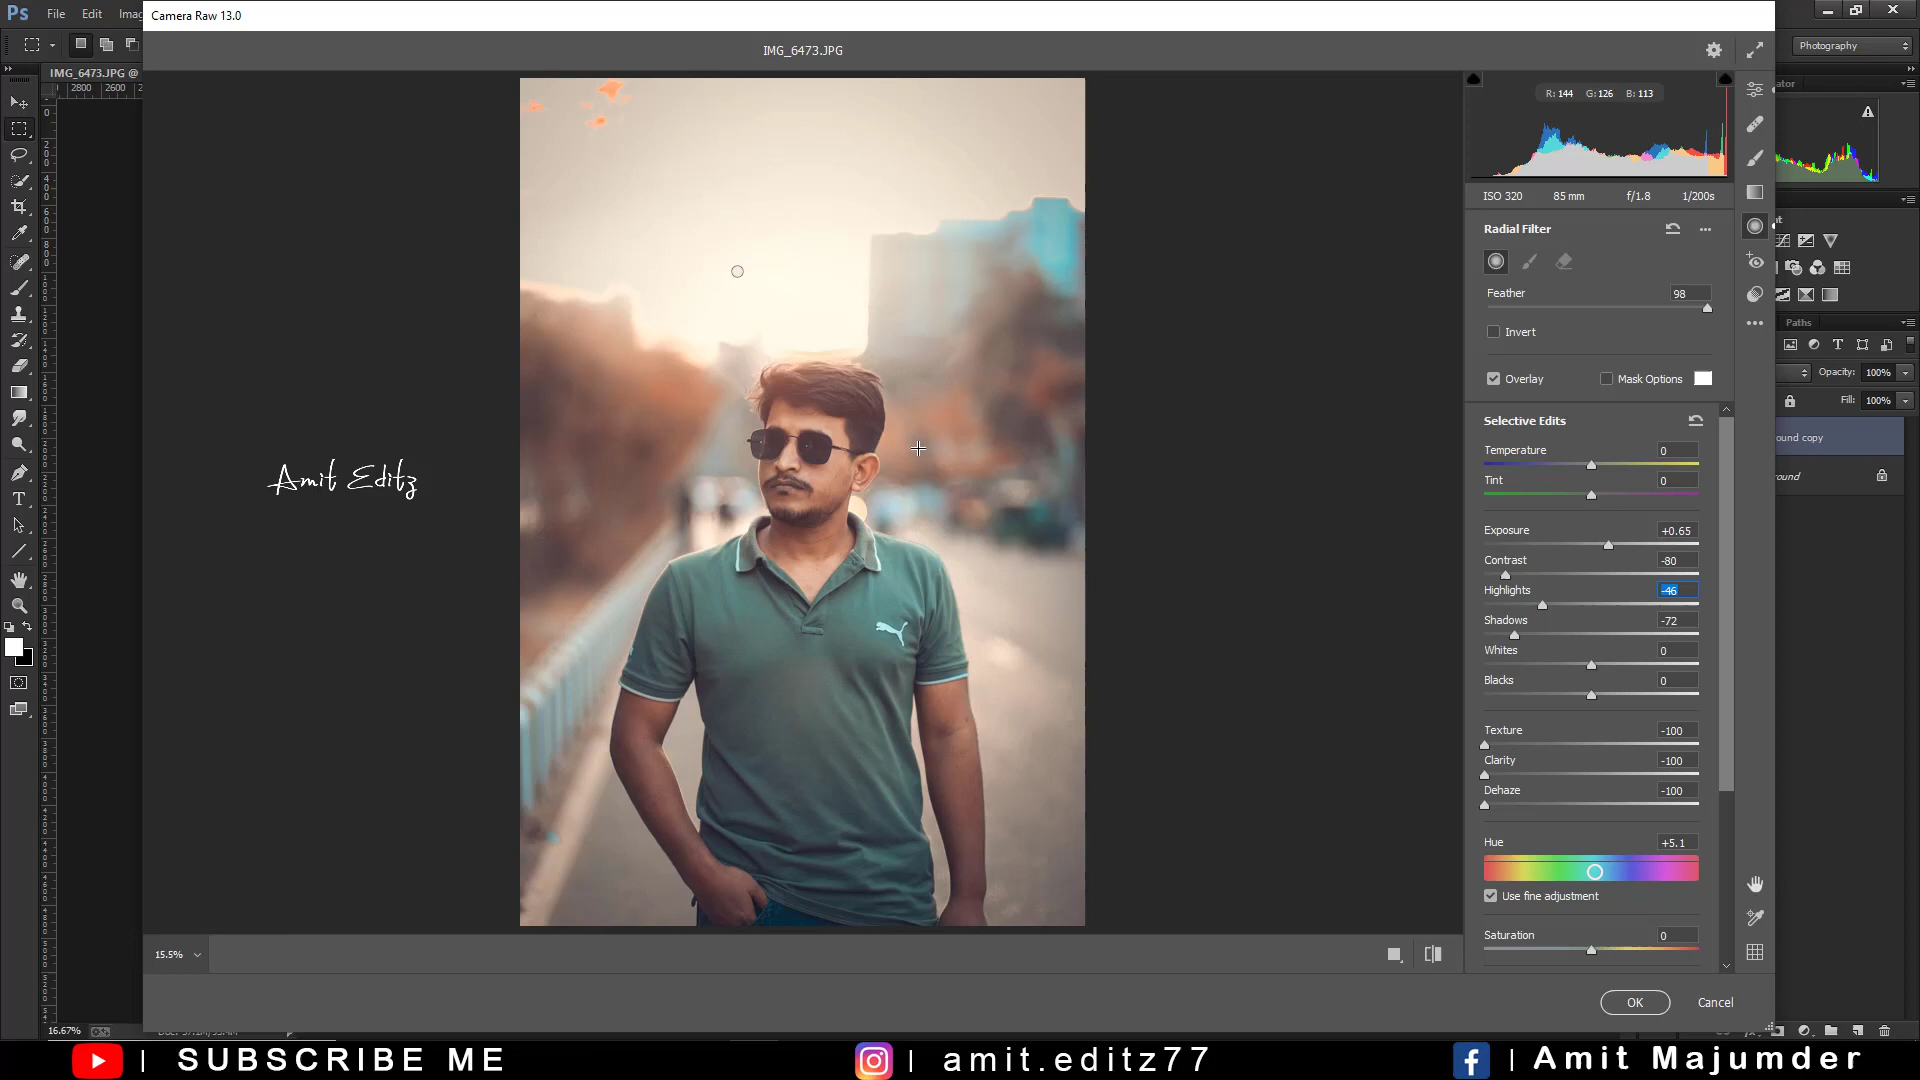 Ps File Edit Imag
Camera Raw 13.0
IMG_6473.JPG
Photography
IMG_6473.JPG @
2800 2600
R: 144 G: 126 B: 113
ISO 320 85 mm f/1.8 1/200s
Radial Filter
Feather 98
Invert
Overlay Mask Options
Paths
Opacity: 100%
Fill: 100%
Selective Edits
Temperature 0
Tint 0
Exposure +0.65
Contrast -80
Highlights -46
Shadows -72
Whites 0
Blacks 0
Texture -100
Clarity -100
Dehaze -100
Hue +5.1
Use fine adjustment
Saturation 0
Amit Editz
15.5%
OK Cancel
16.67%
SUBSCRIBE ME
amit.editz77
Amit Majumder